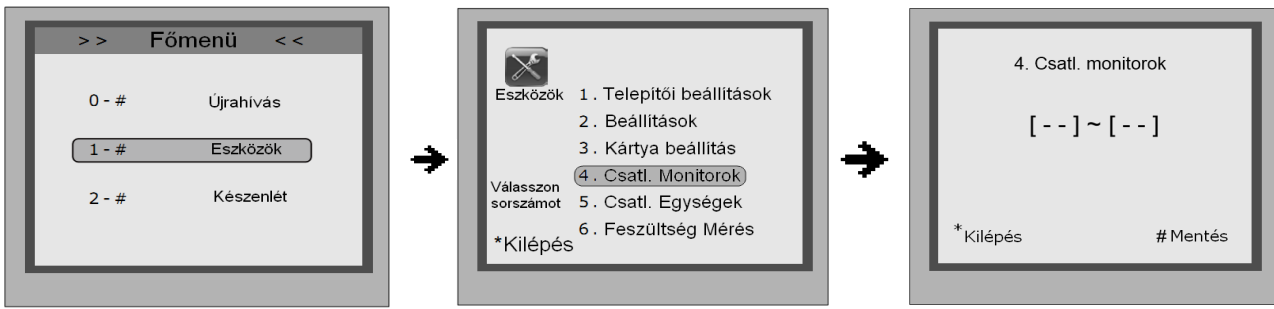 >> Főmenü <<
0 - # Újrahívás
1 - # Eszközök
2 - # Készenlét
Eszközök
1. Telepítői beállítások
2. Beállítások
3. Kártya beállítás
4. Csatl. Monitorok
5. Csatl. Egységek
6. Feszültség Mérés
Válasszon
sorszámot
*Kilépés
4. Csatl. monitorok
[--]~[--]
*Kilépés #Mentés